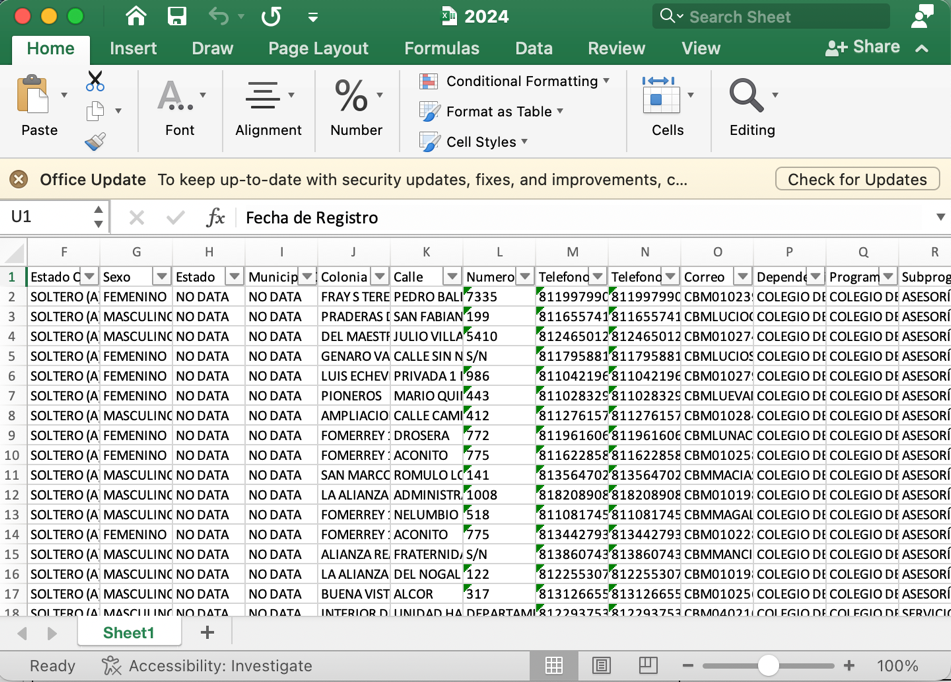 2024
Search Sheet
Home Insert Draw Page Layout Formulas Data Review View Share
Paste Font Alignment Number Conditional Formatting Format as Table Cell Styles Cells Editing
Office Update To keep up-to-date with security updates, fixes, and improvements, c... Check for Updates
U1 fx Fecha de Registro
F G H I J K L M N O P Q R
1 Estado C Sexo Estado Municip Colonia Calle Numero Telefono Telefono Correo Depende Program Subprog
2 SOLTERO (A FEMENINO NO DATA NO DATA FRAY S TERE PEDRO BALI 7335 811997990 811997990 CBM01023 COLEGIO DE COLEGIO DE ASESORÍ
3 SOLTERO (A MASCULINO NO DATA NO DATA PRADERAS D SAN FABIAN 199 811655741 811655741 CBMLUCIO COLEGIO DE COLEGIO DE ASESORÍ
4 SOLTERO (A MASCULINO NO DATA NO DATA DEL MAESTR JULIO VILLA 5410 812465012 812465012 CBM01027 COLEGIO DE COLEGIO DE ASESORÍ
5 SOLTERO (A FEMENINO NO DATA NO DATA GENARO VA CALLE SIN N S/N 811795881 811795881 CBMLUCIOS COLEGIO DE COLEGIO DE ASESORÍ
6 SOLTERO (A FEMENINO NO DATA NO DATA LUIS ECHEV PRIVADA 1 986 811042196 811042196 CBM01027 COLEGIO DE COLEGIO DE ASESORÍ
7 SOLTERO (A FEMENINO NO DATA NO DATA PIONEROS MARIO QUI 443 811028329 811028329 CBMLUEVA COLEGIO DE COLEGIO DE ASESORÍ
8 SOLTERO (A MASCULINO NO DATA NO DATA AMPLIACIO CALLE CAM 412 811276157 811276157 CBM01028 COLEGIO DE COLEGIO DE ASESORÍ
9 SOLTERO (A FEMENINO NO DATA NO DATA FOMERREY DROSERA 772 811961606 811961606 CBMLUNAC COLEGIO DE COLEGIO DE ASESORÍ
10 SOLTERO (A FEMENINO NO DATA NO DATA FOMERREY ACONITO 775 811622858 811622858 CBM01025 COLEGIO DE COLEGIO DE ASESORÍ
11 SOLTERO (A MASCULINO NO DATA NO DATA SAN MARCO ROMULO LO 141 813564702 813564702 CBMMACIA COLEGIO DE COLEGIO DE ASESORÍ
12 SOLTERO (A MASCULINO NO DATA NO DATA LA ALIANZA ADMINISTR 1008 818208908 818208908 CBM01019 COLEGIO DE COLEGIO DE ASESORÍ
13 SOLTERO (A MASCULINO NO DATA NO DATA FOMERREY NELUMBIO 518 811081745 811081745 CBMMAGAL COLEGIO DE COLEGIO DE ASESORÍ
14 SOLTERO (A FEMENINO NO DATA NO DATA FOMERREY ACONITO 775 813442793 813442793 CBM01022 COLEGIO DE COLEGIO DE ASESORÍ
15 SOLTERO (A MASCULINO NO DATA NO DATA ALIANZA RE FRATERNIDA S/N 813860743 813860743 CBMMANCI COLEGIO DE COLEGIO DE ASESORÍ
16 SOLTERO (A MASCULINO NO DATA NO DATA LA ALIANZA DEL NOGAL 122 812255307 812255307 CBM01019 COLEGIO DE COLEGIO DE ASESORÍ
17 SOLTERO (A MASCULINO NO DATA NO DATA BUENA VIST ALCOR 317 813126655 813126655 CBM01025 COLEGIO DE COLEGIO DE ASESORÍ
18 SOLTERO (A MASCULINO NO DATA NO DATA INTERIOR D UNIDAD HA DEPARTAM 812293753 812293753 CBM04021 COLEGIO DE COLEGIO DE SERVICIO
Sheet1 +
Ready Accessibility: Investigate 100%